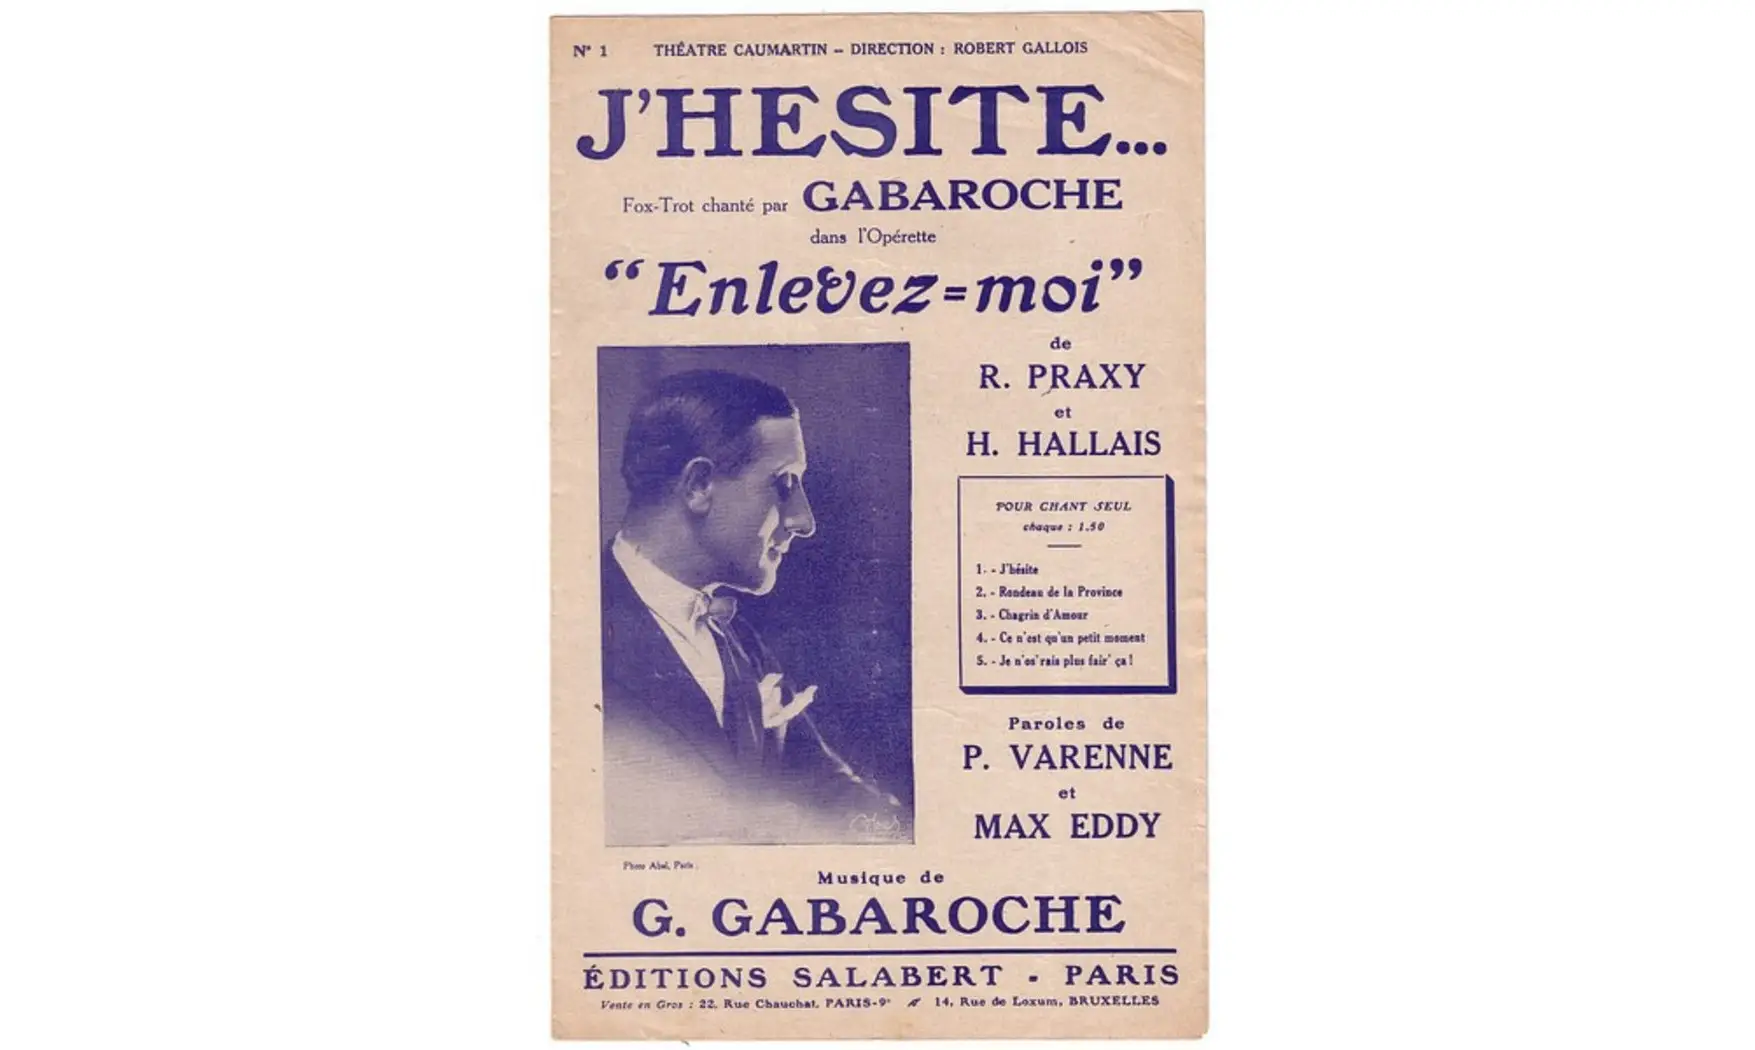 N° 1 THÉATRE CAUMARTIN – DIRECTION : ROBERT GALLOIS
J'HESITE...
Fox-Trot chanté par GABAROCHE
dans l'Opérette
"Enlevez=moi"
de
R. PRAXY
et
H. HALLAIS
POUR CHANT SEUL
chaque : 1.50
1. - J'hésite
2. - Rondeau de la Province
3. - Chagrin d'Amour
4. - Ce n'est qu'un petit moment
5. - Je n'os'rais plus fair' ça !
Paroles de
P. VARENNE
et
MAX EDDY
Photo Abel, Paris
Musique de
G. GABAROCHE
ÉDITIONS SALABERT - PARIS
Vente en Gros : 22, Rue Chauchat, PARIS-9e 14, Rue de Loxum, BRUXELLES